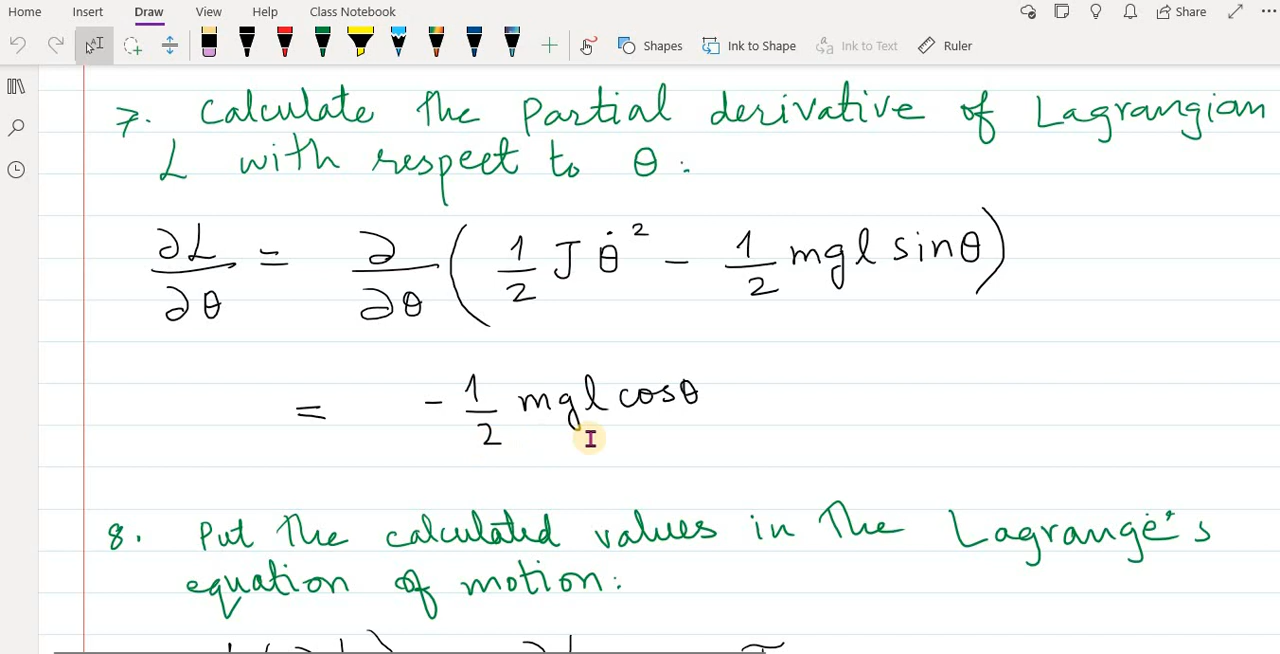 Home Insert Draw View Help Class Notebook Share
Shapes Ink to Shape Ink to Text Ruler
7. Calculate the Partial derivative of Lagrangian
L with respect to θ:
∂L/∂θ = ∂/∂θ ( 1/2 J θ̇² - 1/2 mgl sinθ )
= - 1/2 mgl cosθ
8. Put the calculated values in the Lagrange's
equation of motion: